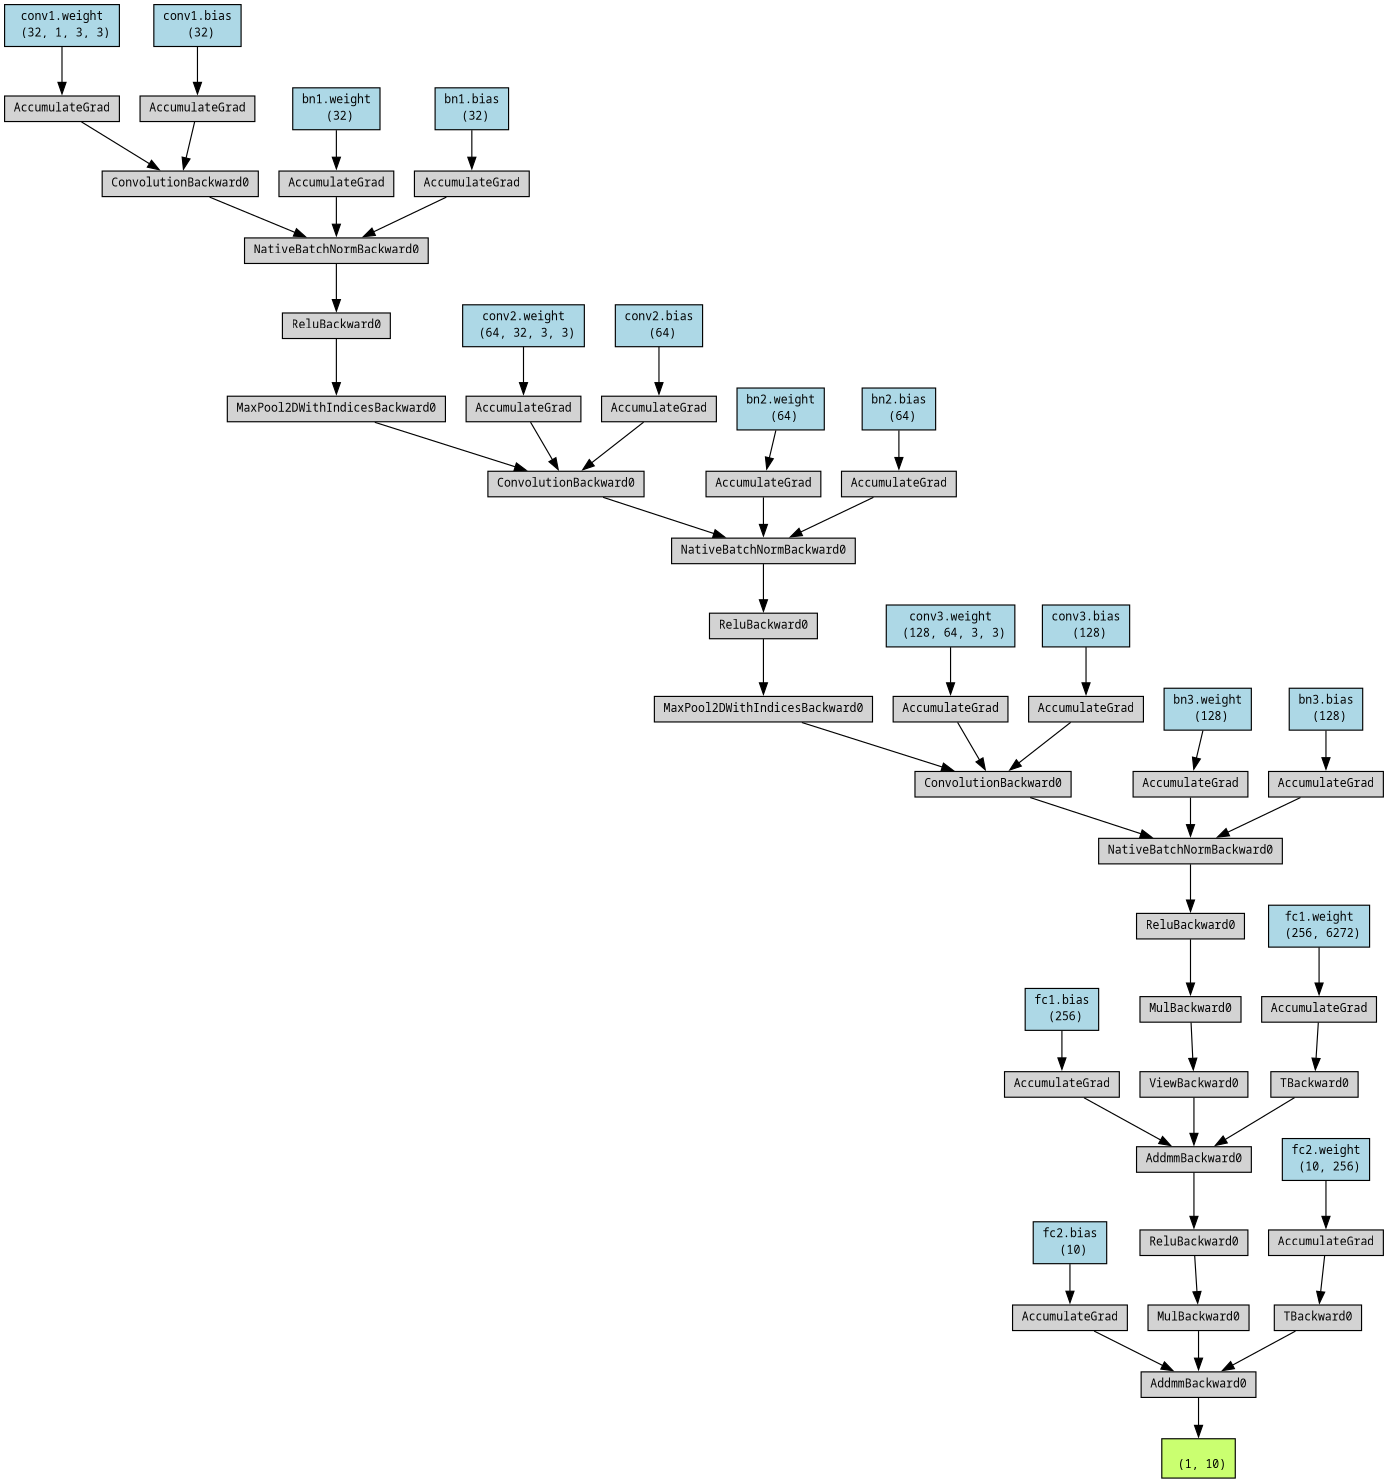 conv1.weight
(32, 1, 3, 3)
conv1.bias
(32)
AccumulateGrad
AccumulateGrad
bn1.weight
(32)
bn1.bias
(32)
ConvolutionBackward0
AccumulateGrad
AccumulateGrad
NativeBatchNormBackward0
ReluBackward0
conv2.weight
(64, 32, 3, 3)
conv2.bias
(64)
MaxPool2DWithIndicesBackward0
AccumulateGrad
AccumulateGrad
bn2.weight
(64)
bn2.bias
(64)
ConvolutionBackward0
AccumulateGrad
AccumulateGrad
NativeBatchNormBackward0
ReluBackward0
conv3.weight
(128, 64, 3, 3)
conv3.bias
(128)
MaxPool2DWithIndicesBackward0
AccumulateGrad
AccumulateGrad
bn3.weight
(128)
bn3.bias
(128)
ConvolutionBackward0
AccumulateGrad
AccumulateGrad
NativeBatchNormBackward0
ReluBackward0
fc1.weight
(256, 6272)
fc1.bias
(256)
MulBackward0
AccumulateGrad
AccumulateGrad
ViewBackward0
TBackward0
AddmmBackward0
fc2.weight
(10, 256)
fc2.bias
(10)
ReluBackward0
AccumulateGrad
AccumulateGrad
MulBackward0
TBackward0
AddmmBackward0
(1, 10)